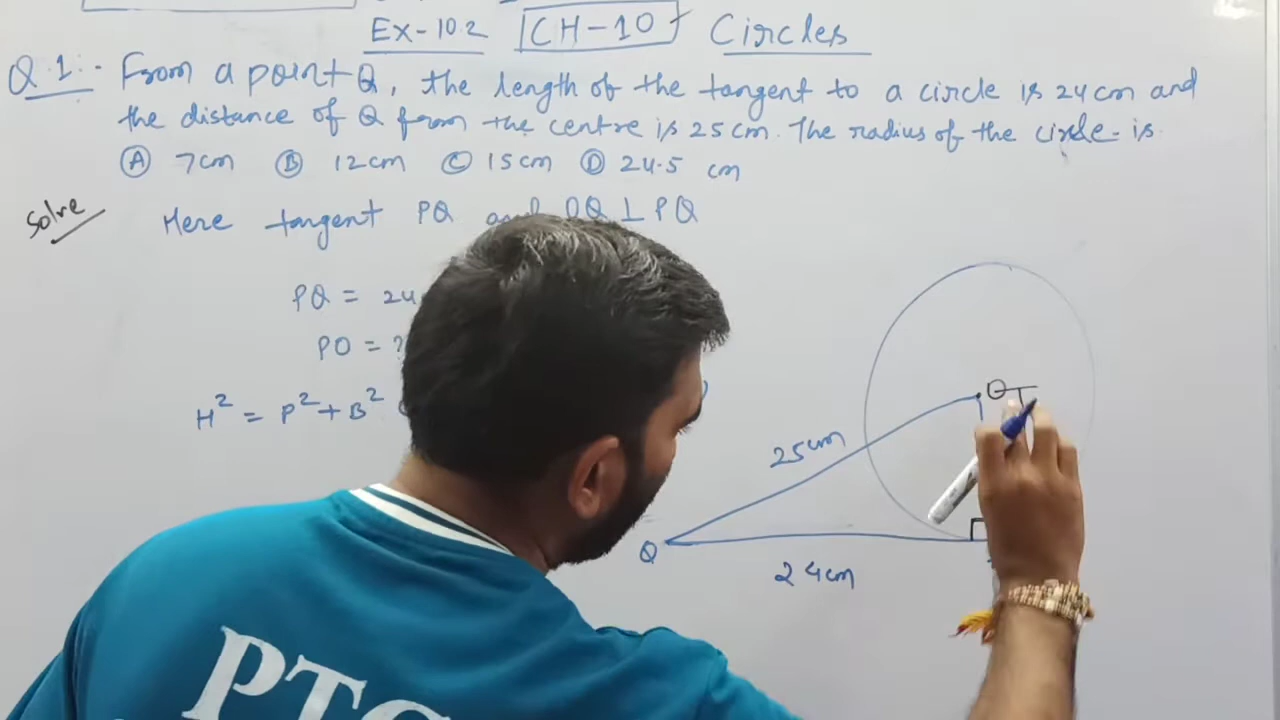 Ex-10.2 CH-10 Circles
Q.1:- From a point Q, the length of the tangent to a circle is 24 cm and
the distance of Q from the centre is 25 cm. The radius of the circle is.
Ⓐ 7cm Ⓑ 12cm Ⓒ 15cm Ⓓ 24.5 cm
Solve
Here tangent PQ and OQ ⊥ PQ
PQ = 24
PO = ?
H² = P² + B²
O
25cm
Q
24cm
PTC